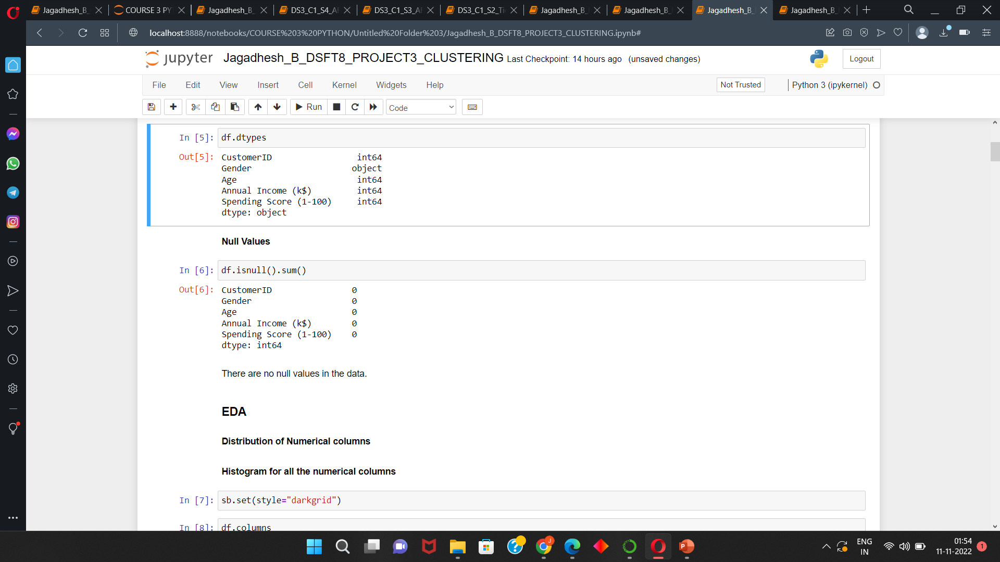 Jagadhesh_B_
COURSE 3 PY
Jagadhesh_B_
DS3_C1_S4_A
DS3_C1_S3_A
DS3_C1_S2_Ti
Jagadhesh_B_
Jagadhesh_B_
Jagadhesh_B_
Jagadhesh_B_
localhost:8888/notebooks/COURSE%203%20PYTHON/Untitled%20Folder%203/Jagadhesh_B_DSFT8_PROJECT3_CLUSTERING.ipynb#
jupyter Jagadhesh_B_DSFT8_PROJECT3_CLUSTERING Last Checkpoint: 14 hours ago (unsaved changes)
Logout
File Edit View Insert Cell Kernel Widgets Help
Not Trusted
Python 3 (ipykernel)
Run
Code
In [5]: df.dtypes
Out[5]: CustomerID int64
Gender object
Age int64
Annual Income (k$) int64
Spending Score (1-100) int64
dtype: object
Null Values
In [6]: df.isnull().sum()
Out[6]: CustomerID 0
Gender 0
Age 0
Annual Income (k$) 0
Spending Score (1-100) 0
dtype: int64
There are no null values in the data.
EDA
Distribution of Numerical columns
Histogram for all the numerical columns
In [7]: sb.set(style="darkgrid")
In [8]: df.columns
J
P
ENG
IN
01:54
11-11-2022
1